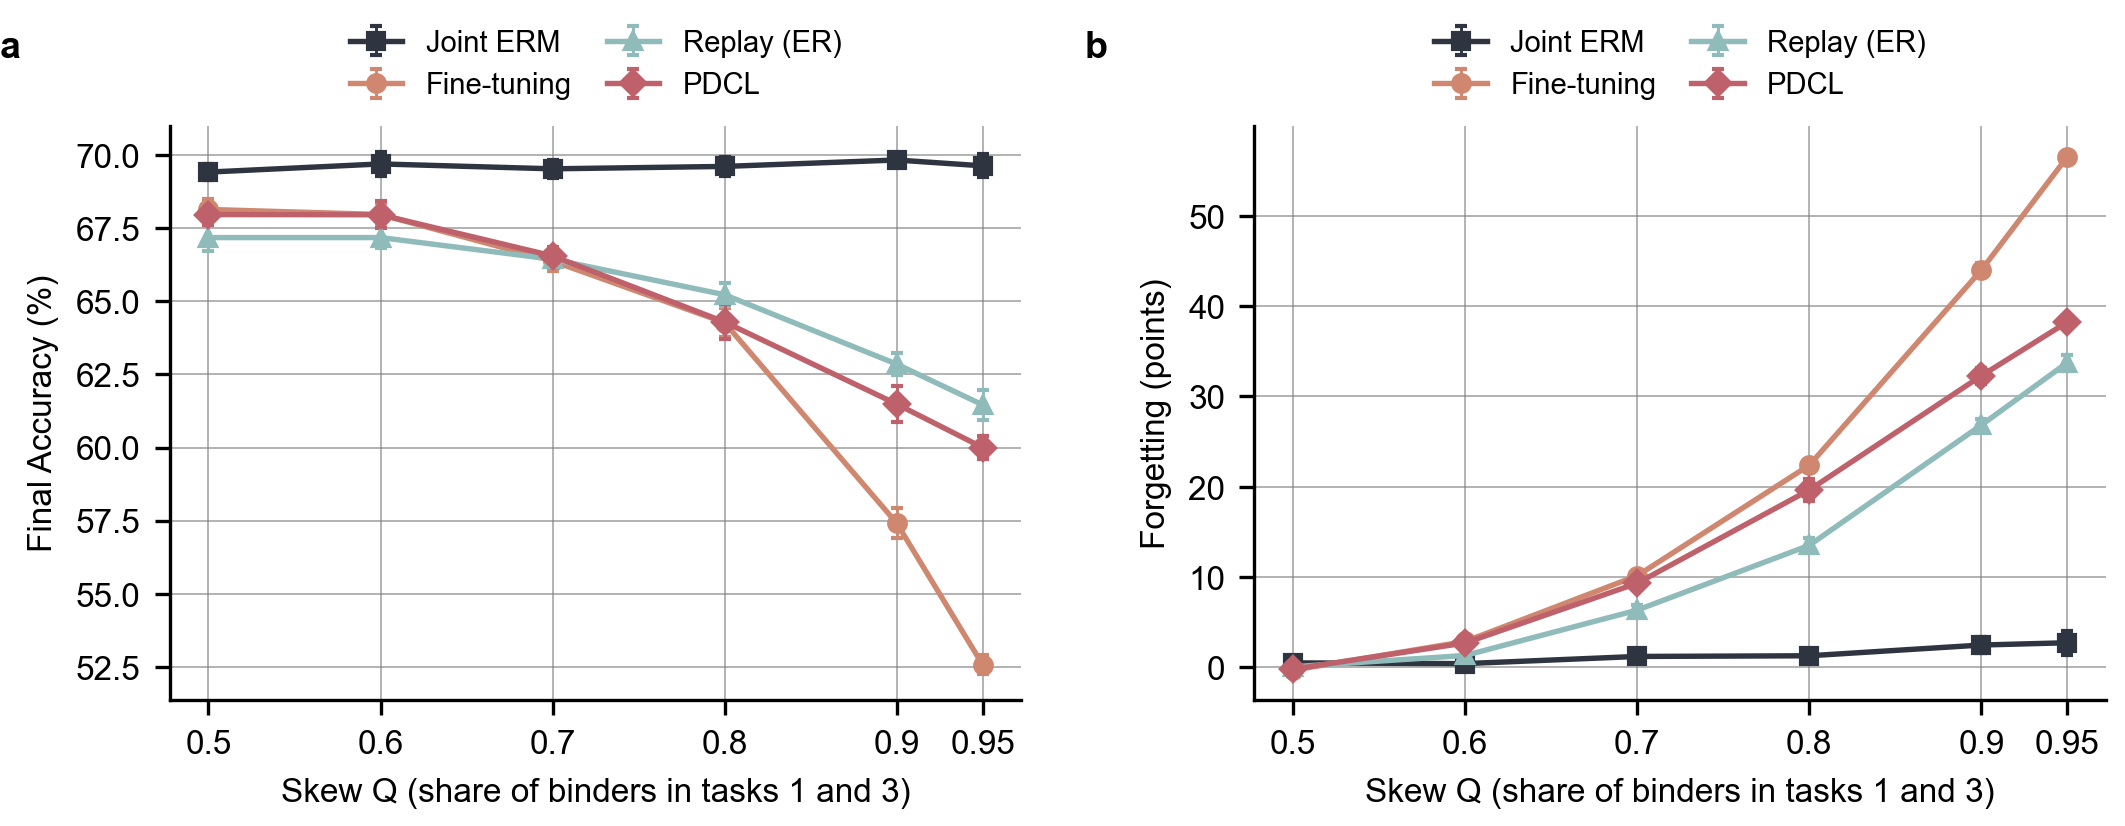 a
Joint ERM
Replay (ER)
Fine-tuning
PDCL
70.0
67.5
65.0
62.5
60.0
57.5
55.0
52.5
Final Accuracy (%)
0.5 0.6 0.7 0.8 0.9 0.95
Skew Q (share of binders in tasks 1 and 3)
b
Joint ERM
Replay (ER)
Fine-tuning
PDCL
50
40
30
20
10
0
Forgetting (points)
0.5 0.6 0.7 0.8 0.9 0.95
Skew Q (share of binders in tasks 1 and 3)